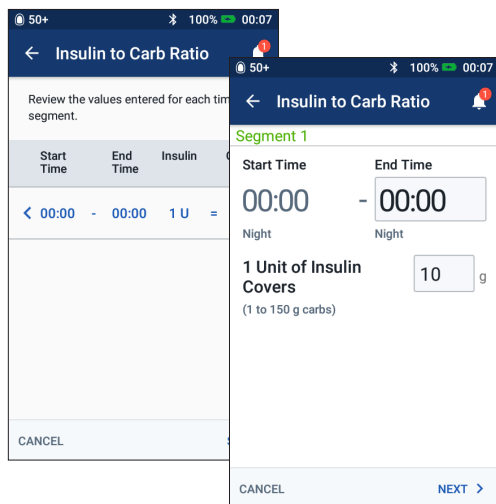 50+ 100% 00:07
Insulin to Carb Ratio 1
Review the values entered for each
segment.
Start Time End Time Insulin
00:00 - 00:00 1 U =
CANCEL
50+ 100% 00:07
Insulin to Carb Ratio 1
Segment 1
Start Time End Time
00:00 - 00:00
Night Night
1 Unit of Insulin
Covers
10 g
(1 to 150 g carbs)
CANCEL NEXT